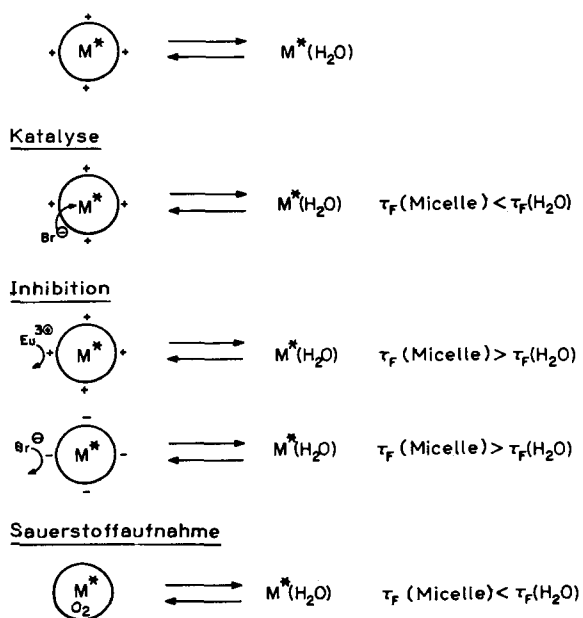 + + M* + + M*(H₂O)
Katalyse
+ + M* + + Br⊖ M*(H₂O) τF (Micelle) < τF(H₂O)
Inhibition
Eu3⊕ + + M* + + M*(H₂O) τF (Micelle) > τF(H₂O)
Br⊖ − − M* − − M*(H₂O) τF (Micelle) > τF(H₂O)
Sauerstoffaufnahme
M* O₂ M*(H₂O) τF (Micelle) < τF(H₂O)